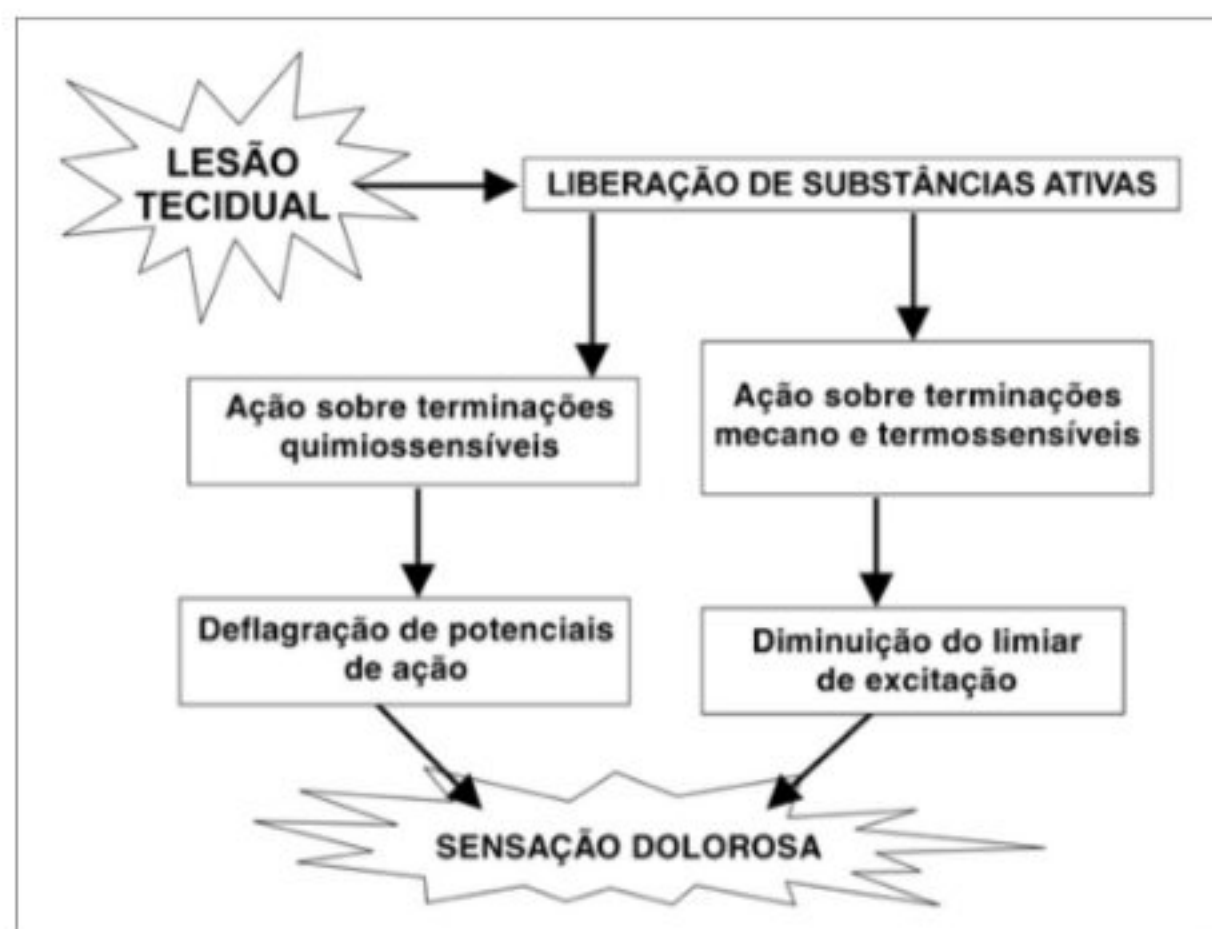 LESÃO
TECIDUAL
LIBERAÇÃO DE SUBSTÂNCIAS ATIVAS
Ação sobre terminações
quimiossensíveis
Ação sobre terminações
mecano e termossensíveis
Deflagração de potenciais
de ação
Diminuição do limiar
de excitação
SENSAÇÃO DOLOROSA